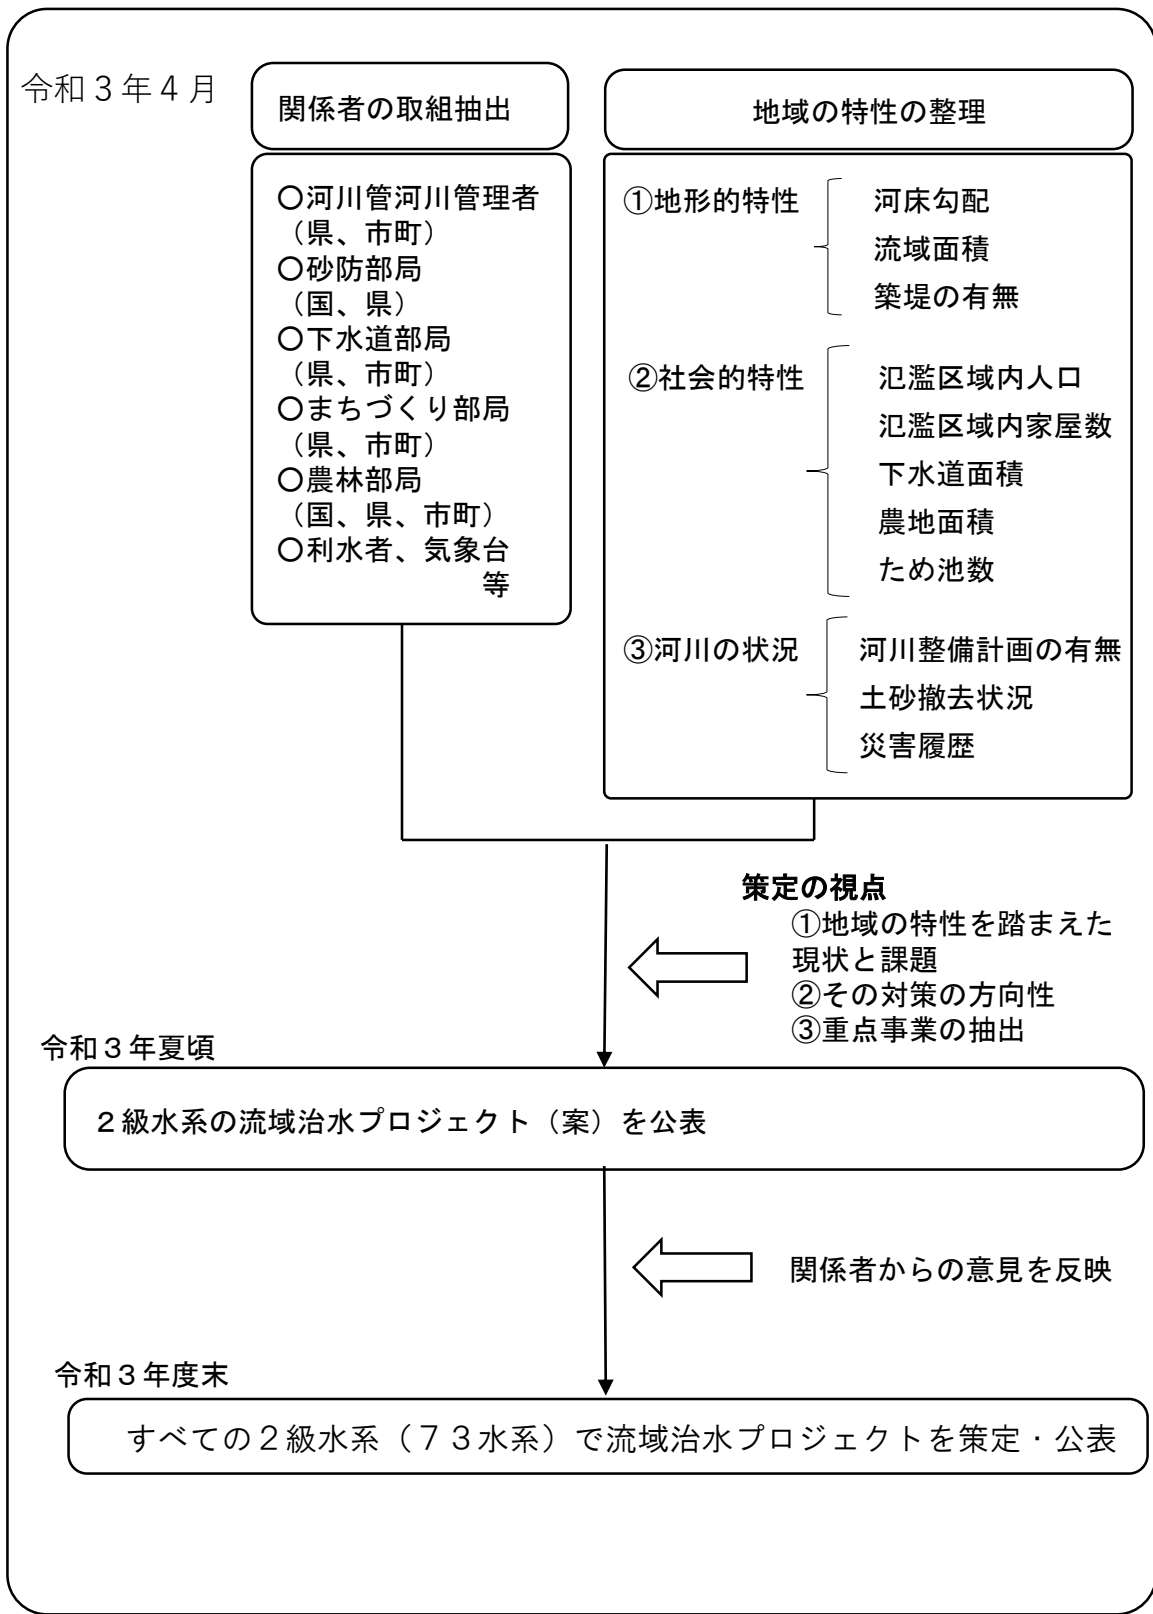 令和３年４月
関係者の取組抽出
〇河川管河川管理者
（県、市町）
〇砂防部局
（国、県）
〇下水道部局
（県、市町）
〇まちづくり部局
（県、市町）
〇農林部局
（国、県、市町）
〇利水者、気象台
等
地域の特性の整理
①地形的特性
河床勾配
流域面積
築堤の有無
②社会的特性
氾濫区域内人口
氾濫区域内家屋数
下水道面積
農地面積
ため池数
③河川の状況
河川整備計画の有無
土砂撤去状況
災害履歴
策定の視点
①地域の特性を踏まえた
現状と課題
②その対策の方向性
③重点事業の抽出
令和３年夏頃
２級水系の流域治水プロジェクト（案）を公表
関係者からの意見を反映
令和３年度末
すべての２級水系（７３水系）で流域治水プロジェクトを策定・公表